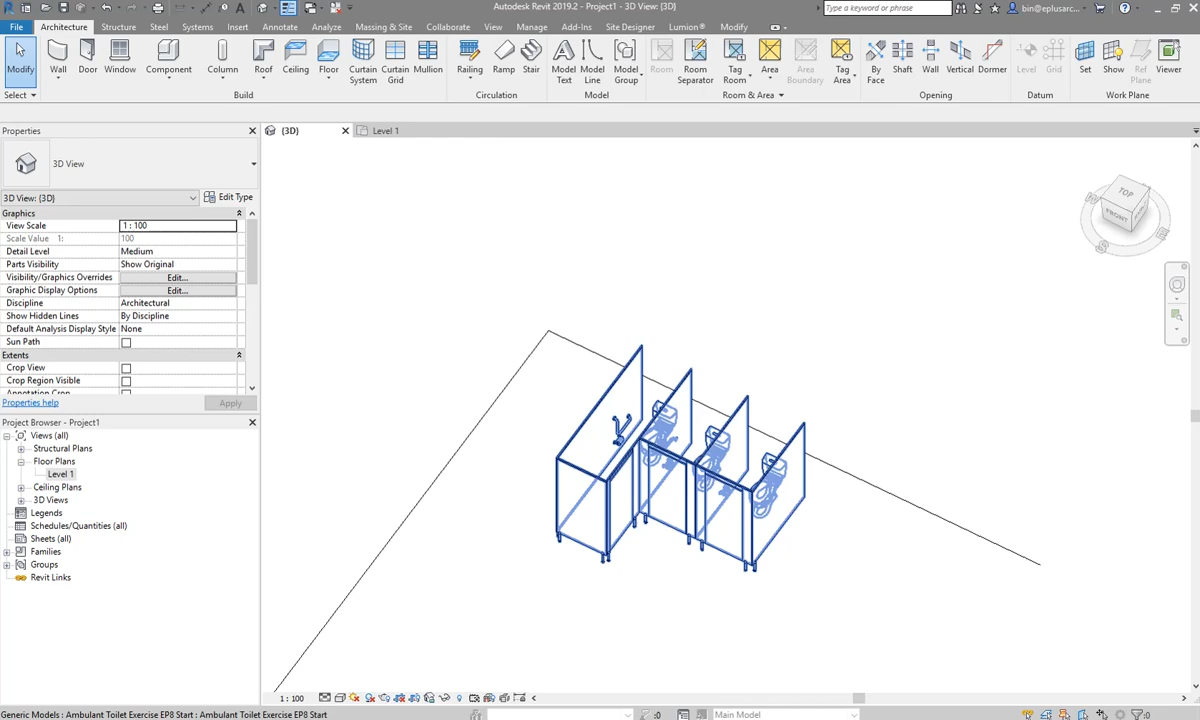 Autodesk Revit 2019.2 - Project1 - 3D View: {3D}
Type a keyword or phrase
bin@eplusarc...
File Architecture Structure Steel Systems Insert Annotate Analyze Massing & Site Collaborate View Manage Add-Ins Site Designer Lumion® Modify
Modify Wall Door Window Component Column Roof Ceiling Floor Curtain System Curtain Grid Mullion Railing Ramp Stair Model Text Model Line Model Group Room Room Separator Tag Room Area Area Boundary Tag Area By Face Shaft Wall Vertical Dormer Level Grid Set Show Ref Plane Viewer
Select Build Circulation Model Room & Area Opening Datum Work Plane
Properties
{3D}
Level 1
3D View
3D View: {3D}
Edit Type
Graphics
View Scale 1 : 100
Scale Value 1: 100
Detail Level Medium
Parts Visibility Show Original
Visibility/Graphics Overrides Edit...
Graphic Display Options Edit...
Discipline Architectural
Show Hidden Lines By Discipline
Default Analysis Display Style None
Sun Path
Extents
Crop View
Crop Region Visible
Annotation Crop
Properties help
Apply
Project Browser - Project1
Views (all)
Structural Plans
Floor Plans
Level 1
Ceiling Plans
3D Views
Legends
Schedules/Quantities (all)
Sheets (all)
Families
Groups
Revit Links
TOP
FRONT
1 : 100
Generic Models : Ambulant Toilet Exercise EP8 Start : Ambulant Toilet Exercise EP8 Start
:0
Main Model
:0